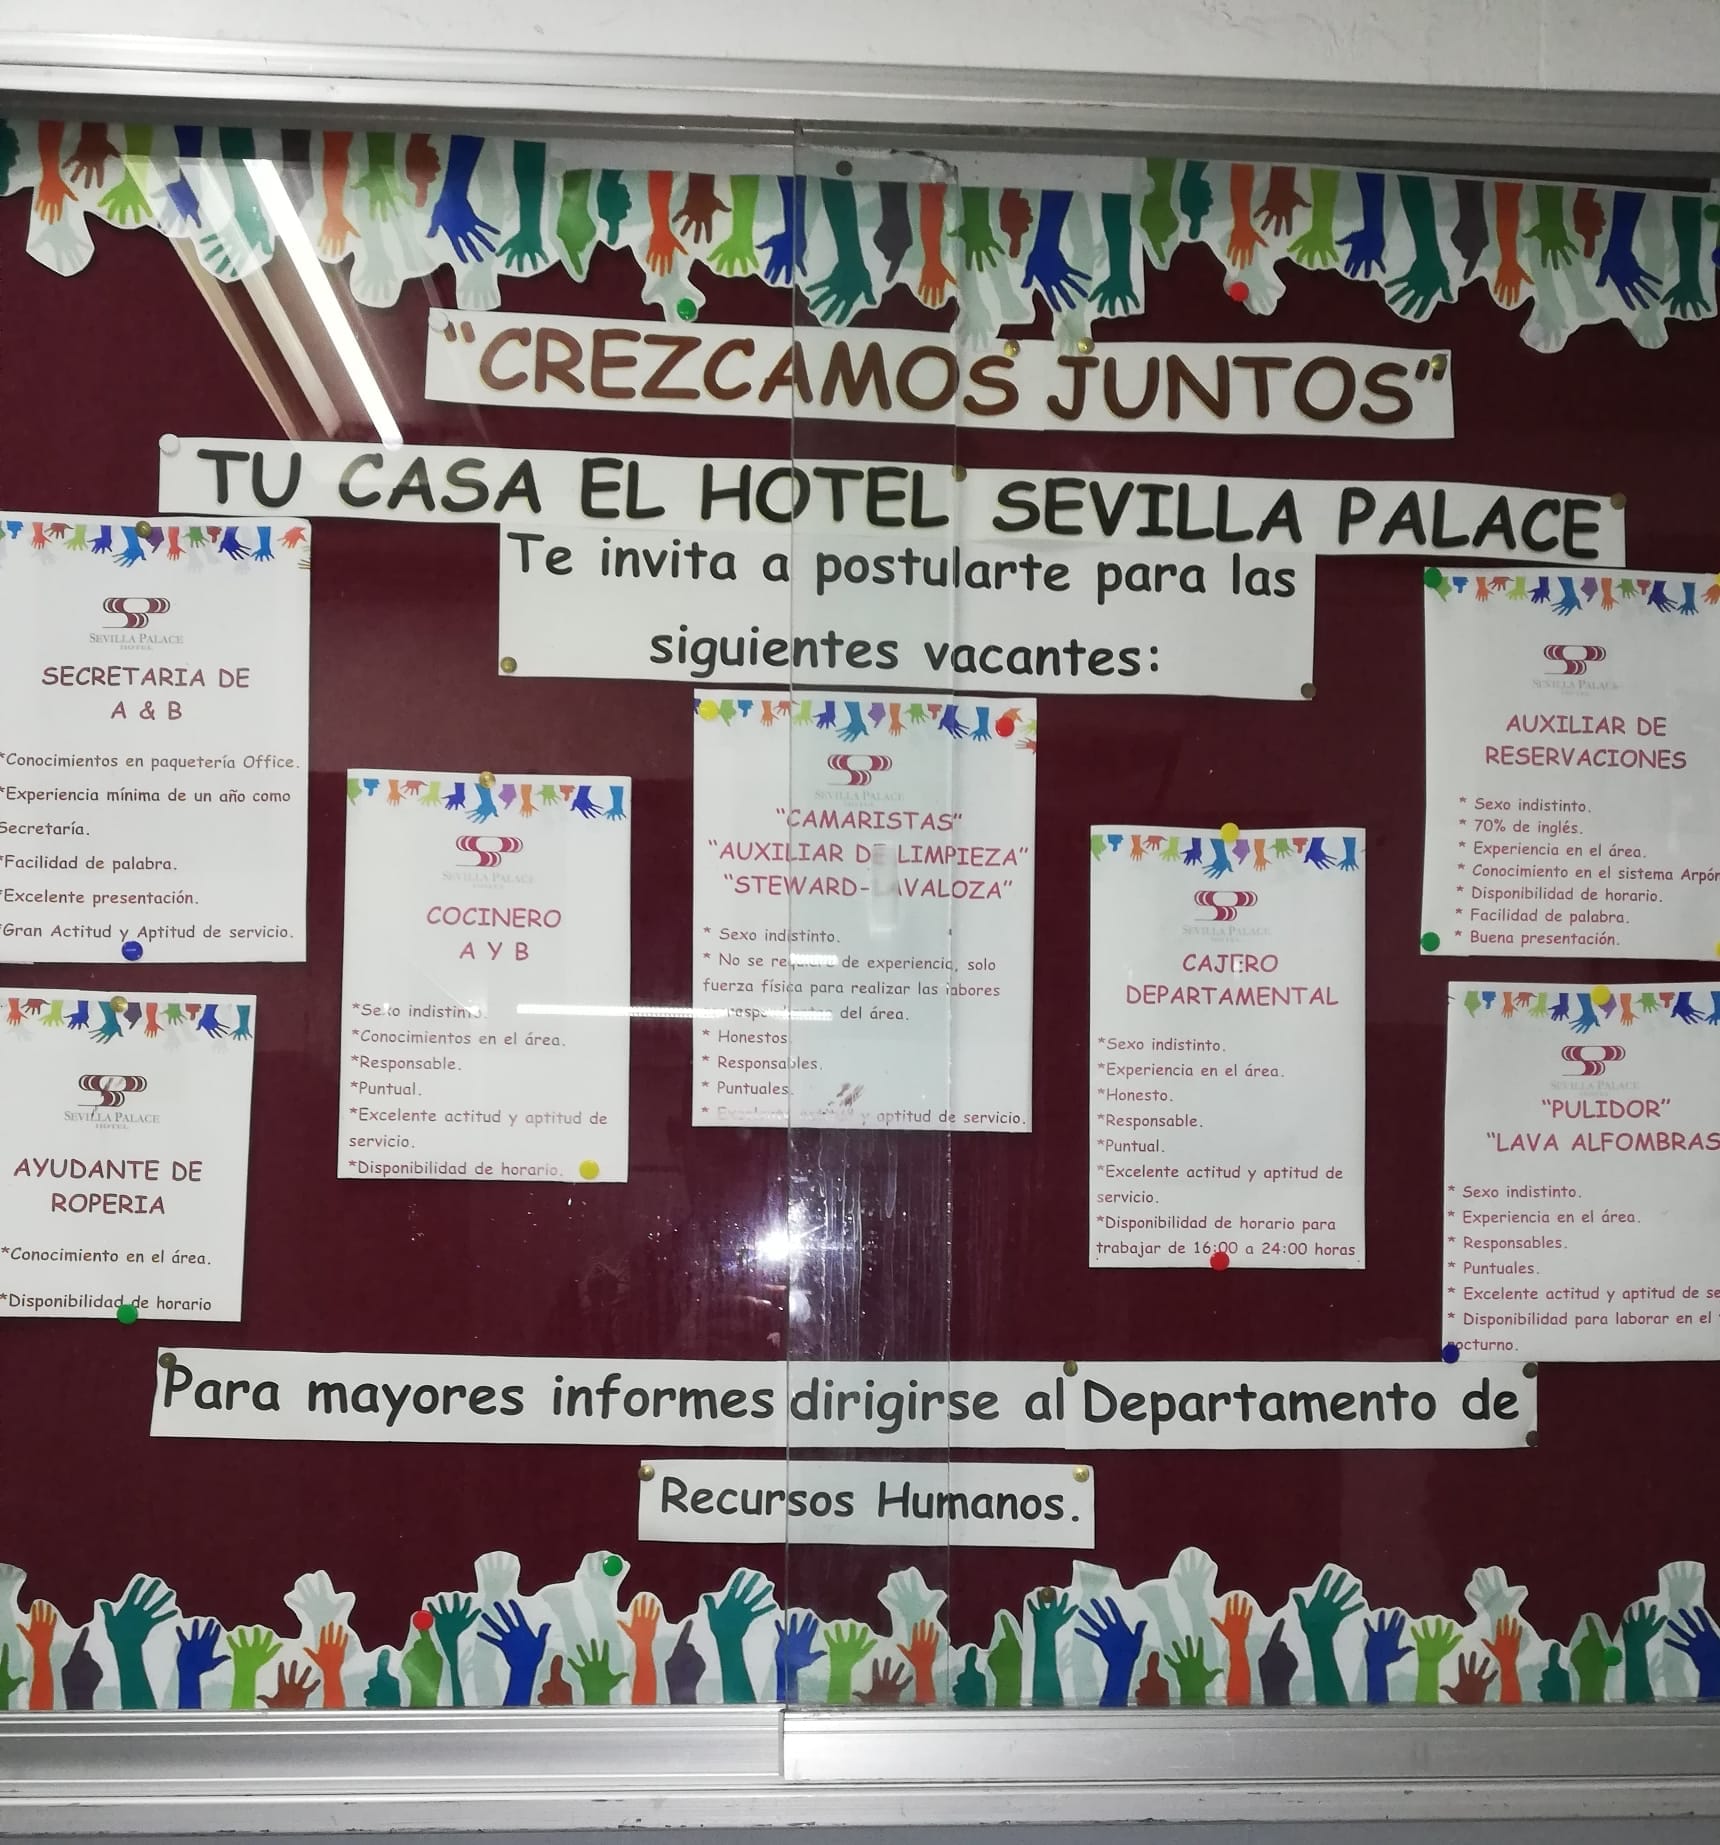 "CREZCAMOS JUNTOS"
TU CASA EL HOTEL SEVILLA PALACE
Te invita a postularte para las
siguientes vacantes:
SEVILLA PALACE
HOTEL
SECRETARIA DE
A & B
*Conocimientos en paquetería Office.
*Experiencia mínima de un año como
Secretaría.
*Facilidad de palabra.
*Excelente presentación.
*Gran Actitud y Aptitud de servicio.
SEVILLA PALACE
HOTEL
AYUDANTE DE
ROPERIA
*Conocimiento en el área.
*Disponibilidad de horario
SEVILLA PALACE
HOTEL
COCINERO
A Y B
*Sexo indistinto.
*Conocimientos en el área.
*Responsable.
*Puntual.
*Excelente actitud y aptitud de
servicio.
*Disponibilidad de horario.
SEVILLA PALACE
HOTEL
"CAMARISTAS"
"AUXILIAR DE LIMPIEZA"
"STEWARD-LAVALOZA"
* Sexo indistinto.
* No se de experiencia, solo
fuerza física para realizar las labores
del área.
* Honestos
* Responsables.
* Puntuales.
* y aptitud de servicio.
SEVILLA PALACE
HOTEL
CAJERO
DEPARTAMENTAL
*Sexo indistinto.
*Experiencia en el área.
*Honesto.
*Responsable.
*Puntual.
*Excelente actitud y aptitud de
servicio.
*Disponibilidad de horario para
trabajar de 16:00 a 24:00 horas.
SEVILLA PALACE
AUXILIAR DE
RESERVACIONES
* Sexo indistinto.
* 70% de inglés.
* Experiencia en el área.
* Conocimiento en el sistema Arpón
* Disponibilidad de horario.
* Facilidad de palabra.
* Buena presentación.
SEVILLA PALACE
HOTEL
"PULIDOR"
"LAVA ALFOMBRAS
* Sexo indistinto.
* Experiencia en el área.
* Responsables.
* Puntuales.
* Excelente actitud y aptitud de se
* Disponibilidad para laborar en el
nocturno.
Para mayores informes dirigirse al Departamento de
Recursos Humanos.